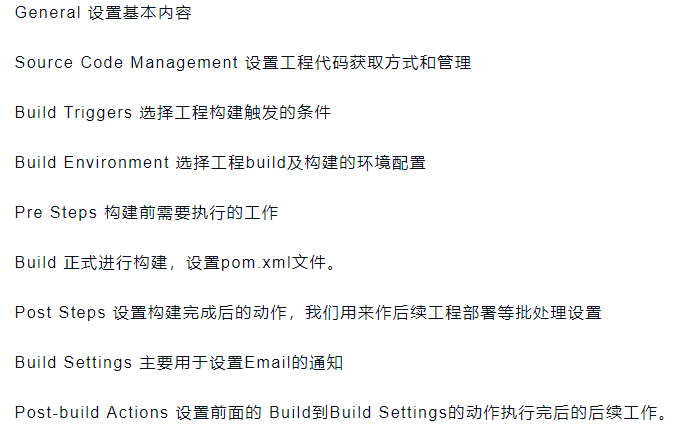 General 设置基本内容
Source Code Management 设置工程代码获取方式和管理
Build Triggers 选择工程构建触发的条件
Build Environment 选择工程build及构建的环境配置
Pre Steps 构建前需要执行的工作
Build 正式进行构建，设置pom.xml文件。
Post Steps 设置构建完成后的动作，我们用来作后续工程部署等批处理设置
Build Settings 主要用于设置Email的通知
Post-build Actions 设置前面的 Build到Build Settings的动作执行完后的后续工作。